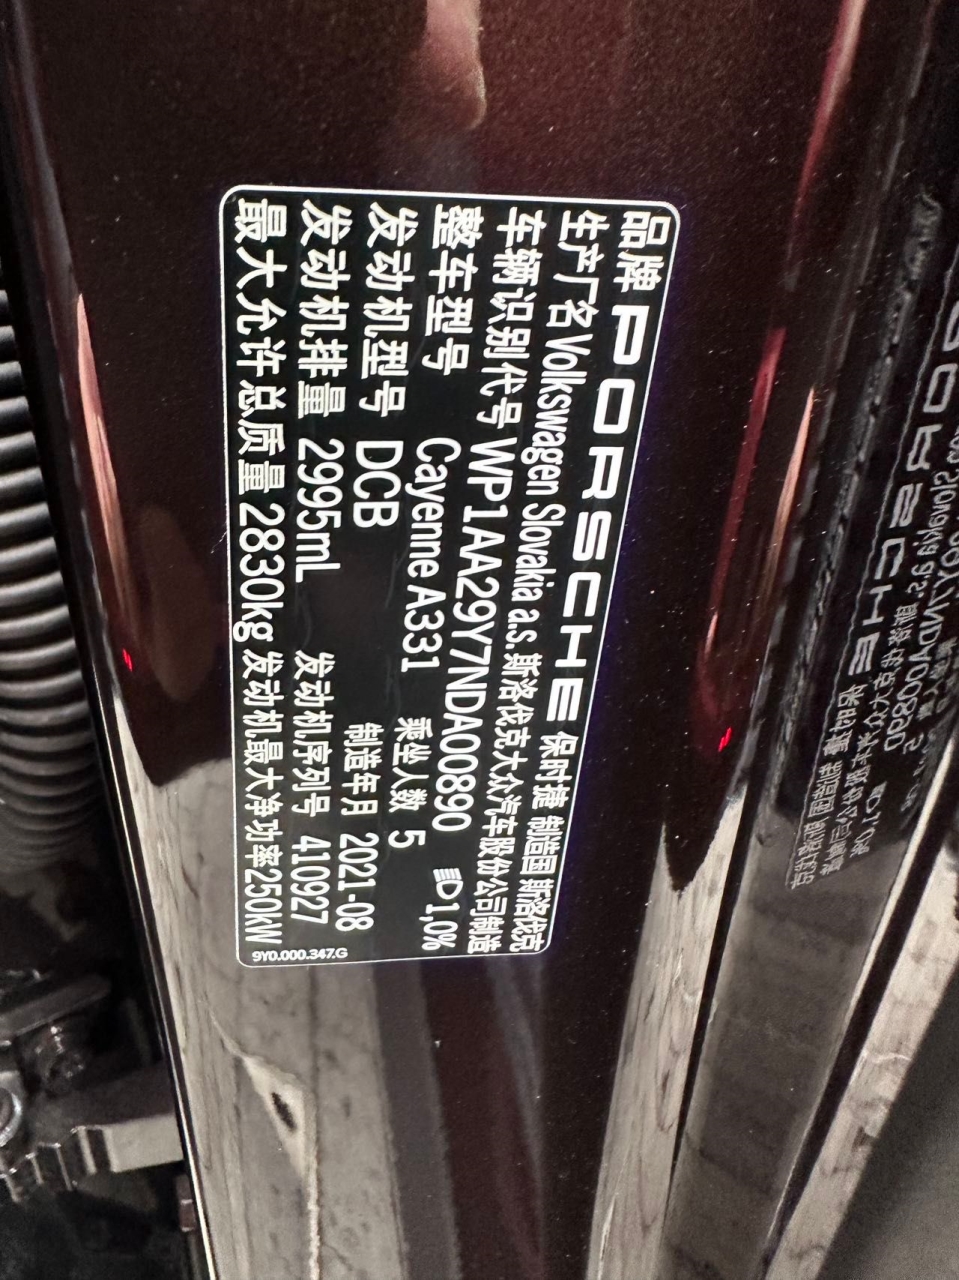 品牌 PORSCHE 保时捷 制造国 斯洛伐克
生产厂名 Volkswagen Slovakia a.s. 斯洛伐克大众汽车股份公司制造
车辆识别代号 WP1AA29Y7NDA00890 D1,0%
整车型号 Cayenne A331 乘坐人数 5
发动机型号 DCB 制造年月 2021-08
发动机排量 2995mL 发动机序列号 410927
最大允许总质量 2830kg 发动机最大净功率250kW
9Y0.000.347.G